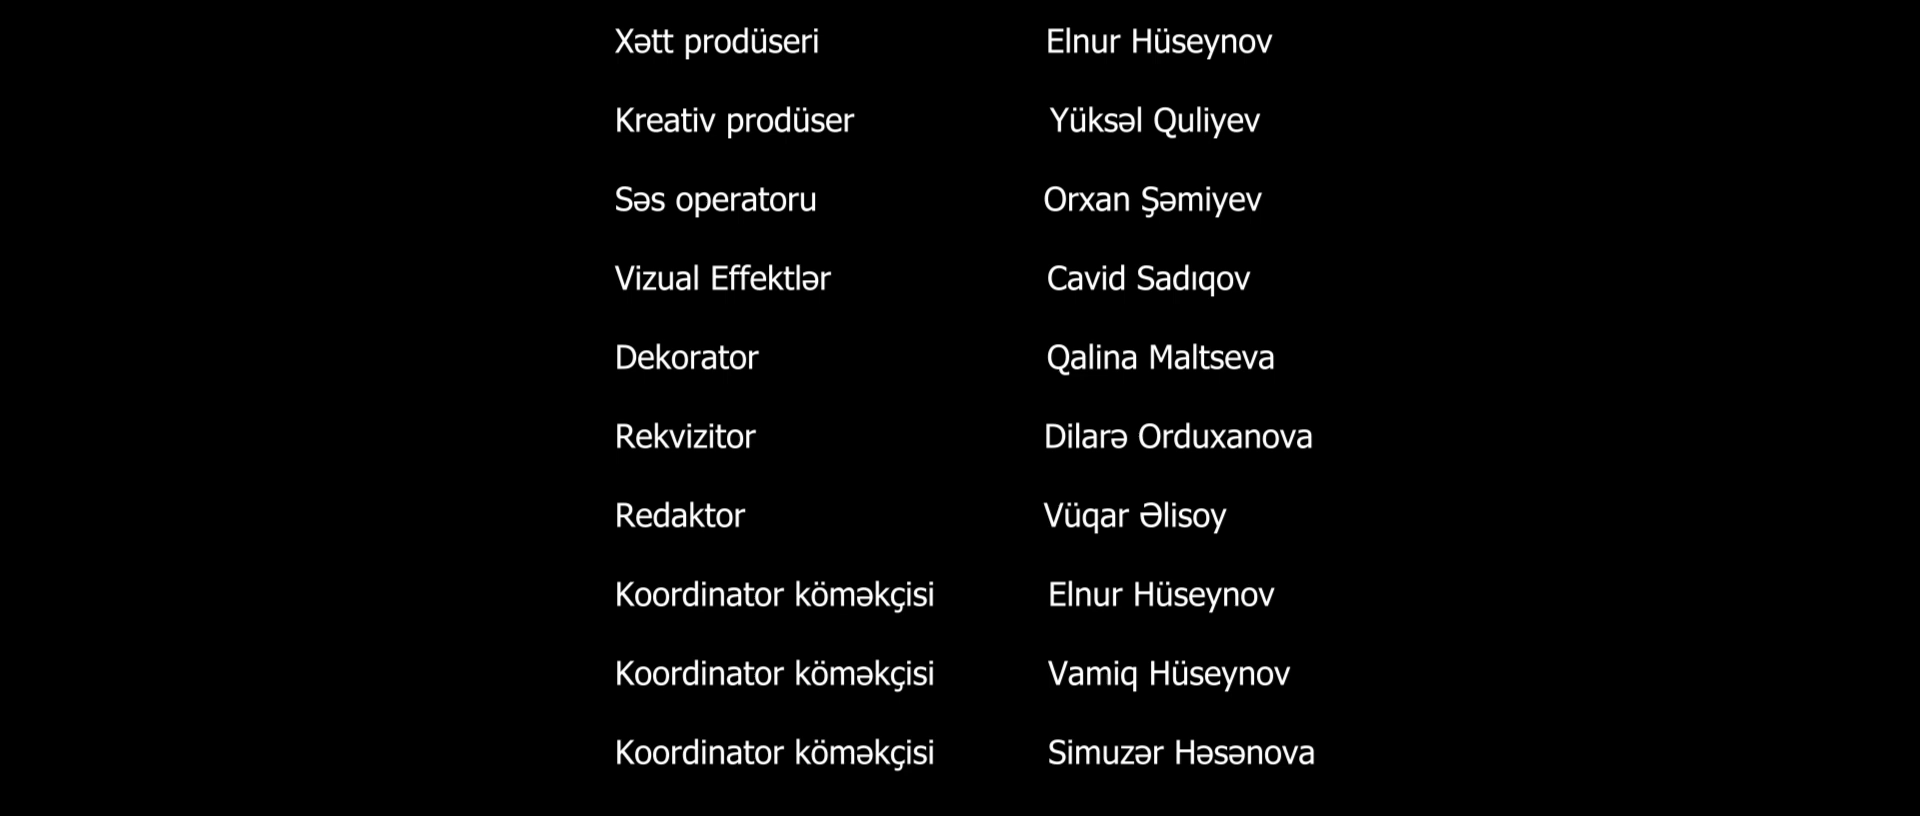 Xətt prodüseri Elnur Hüseynov
Kreativ prodüser Yüksəl Quliyev
Səs operatoru Orxan Şəmiyev
Vizual Effektlər Cavid Sadıqov
Dekorator Qalina Maltseva
Rekvizitor Dilarə Orduxanova
Redaktor Vüqar Əlisoy
Koordinator köməkçisi Elnur Hüseynov
Koordinator köməkçisi Vamiq Hüseynov
Koordinator köməkçisi Simuzər Həsənova